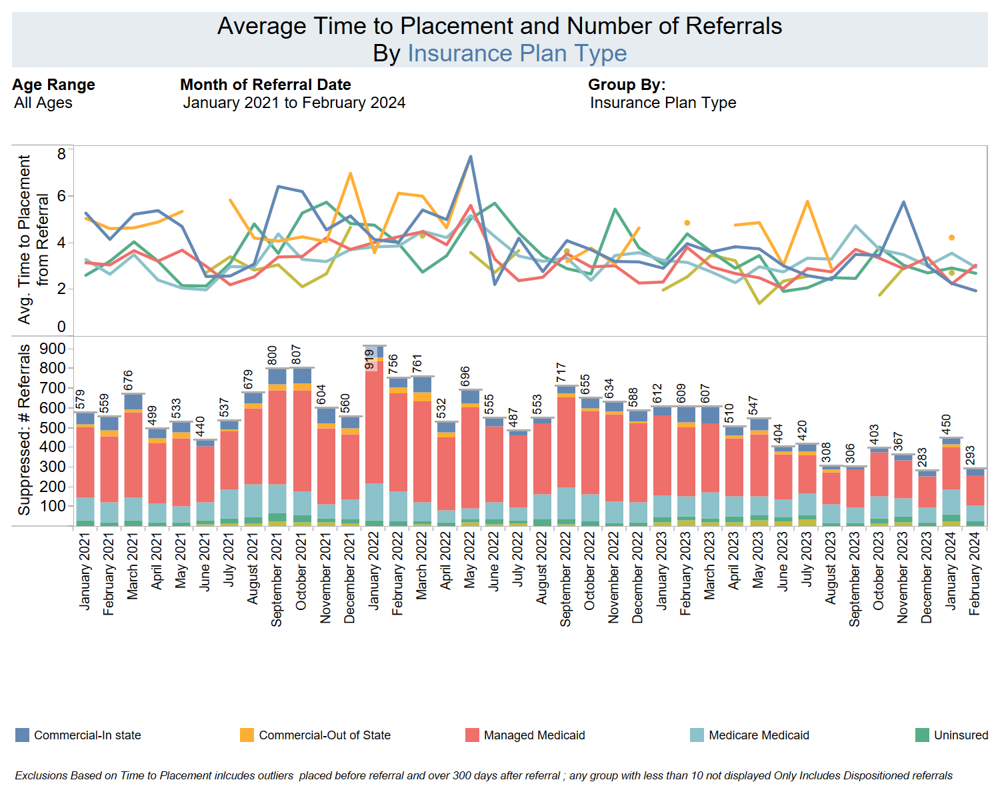 Average Time to Placement and Number of Referrals
By Insurance Plan Type
Age Range
All Ages
Month of Referral Date
January 2021 to February 2024
Group By:
Insurance Plan Type
Avg. Time to Placement
from Referral
8
6
4
2
0
Suppressed: # Referrals
900
800
700
600
500
400
300
200
100
579
559
676
499
533
440
537
679
800
807
604
560
919
756
761
532
696
555
487
553
717
655
634
588
612
609
607
510
547
404
420
308
306
403
367
283
450
293
January 2021
February 2021
March 2021
April 2021
May 2021
June 2021
July 2021
August 2021
September 2021
October 2021
November 2021
December 2021
January 2022
February 2022
March 2022
April 2022
May 2022
June 2022
July 2022
August 2022
September 2022
October 2022
November 2022
December 2022
January 2023
February 2023
March 2023
April 2023
May 2023
June 2023
July 2023
August 2023
September 2023
October 2023
November 2023
December 2023
January 2024
February 2024
Commercial-In state
Commercial-Out of State
Managed Medicaid
Medicare Medicaid
Uninsured
Exclusions Based on Time to Placement inlcudes outliers  placed before referral and over 300 days after referral ; any group with less than 10 not displayed Only Includes Dispositioned referrals